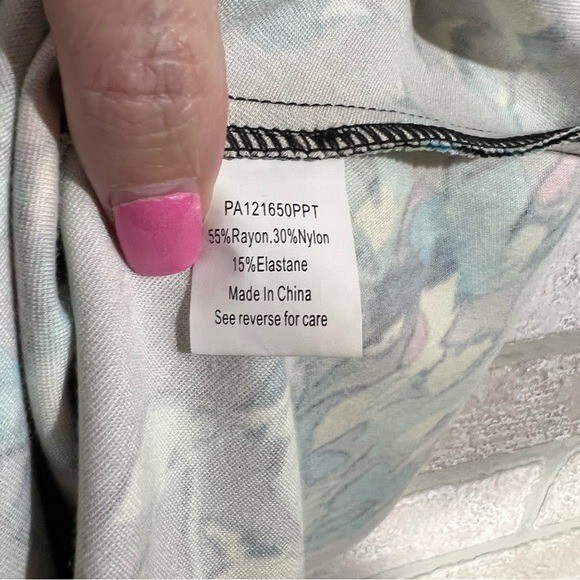 PA121650PPT
55%Rayon.30%Nylon
15%Elastane
Made In China
See reverse for care